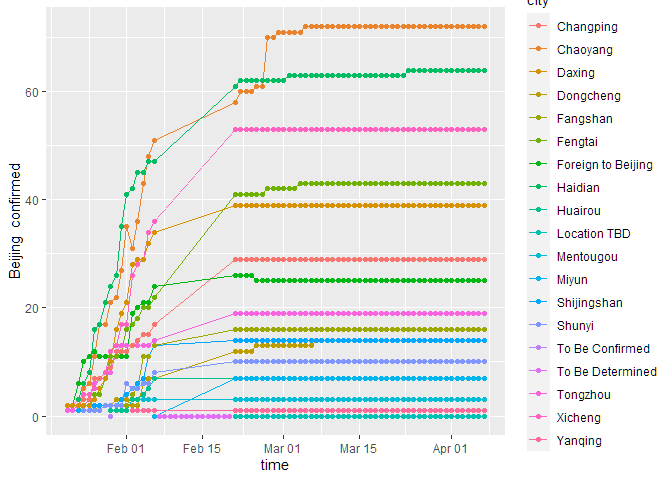 city
Changping
Chaoyang
Daxing
Dongcheng
Fangshan
Fengtai
Foreign to Beijing
Haidian
Huairou
Location TBD
Mentougou
Miyun
Shijingshan
Shunyi
To Be Confirmed
To Be Determined
Tongzhou
Xicheng
Yanqing
Beijing confirmed
60
40
20
0
Feb 01
Feb 15
Mar 01
Mar 15
Apr 01
time